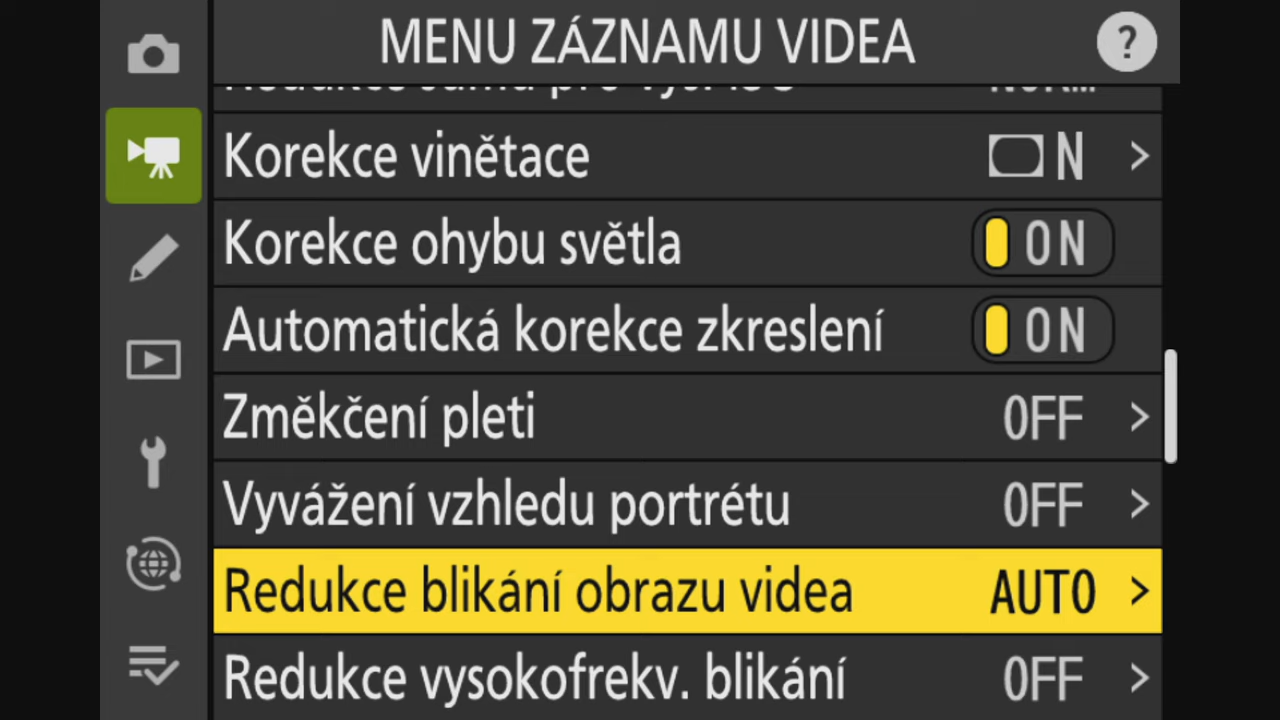 MENU ZÁZNAMU VIDEA ?
Korekce vinětace N >
Korekce ohybu světla ON
Automatická korekce zkreslení ON
Změkčení pleti OFF >
Vyvážení vzhledu portrétu OFF >
Redukce blikání obrazu videa AUTO >
Redukce vysokofrekv. blikání OFF >